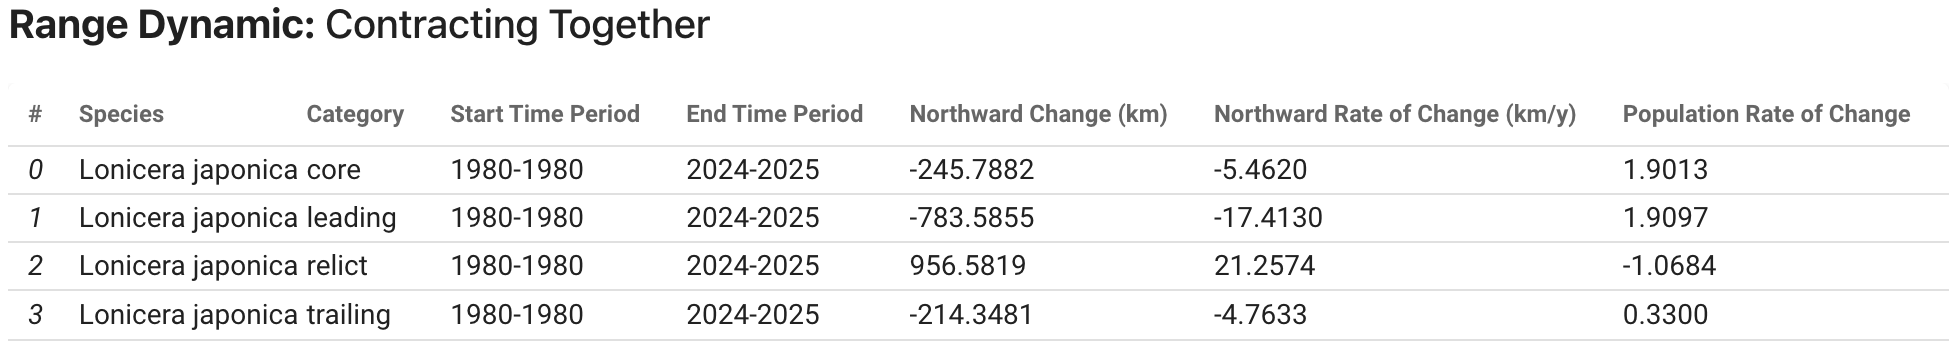 Range Dynamic: Contracting Together
# Species Category Start Time Period End Time Period Northward Change (km) Northward Rate of Change (km/y) Population Rate of Change
0 Lonicera japonica core 1980-1980 2024-2025 -245.7882 -5.4620 1.9013
1 Lonicera japonica leading 1980-1980 2024-2025 -783.5855 -17.4130 1.9097
2 Lonicera japonica relict 1980-1980 2024-2025 956.5819 21.2574 -1.0684
3 Lonicera japonica trailing 1980-1980 2024-2025 -214.3481 -4.7633 0.3300